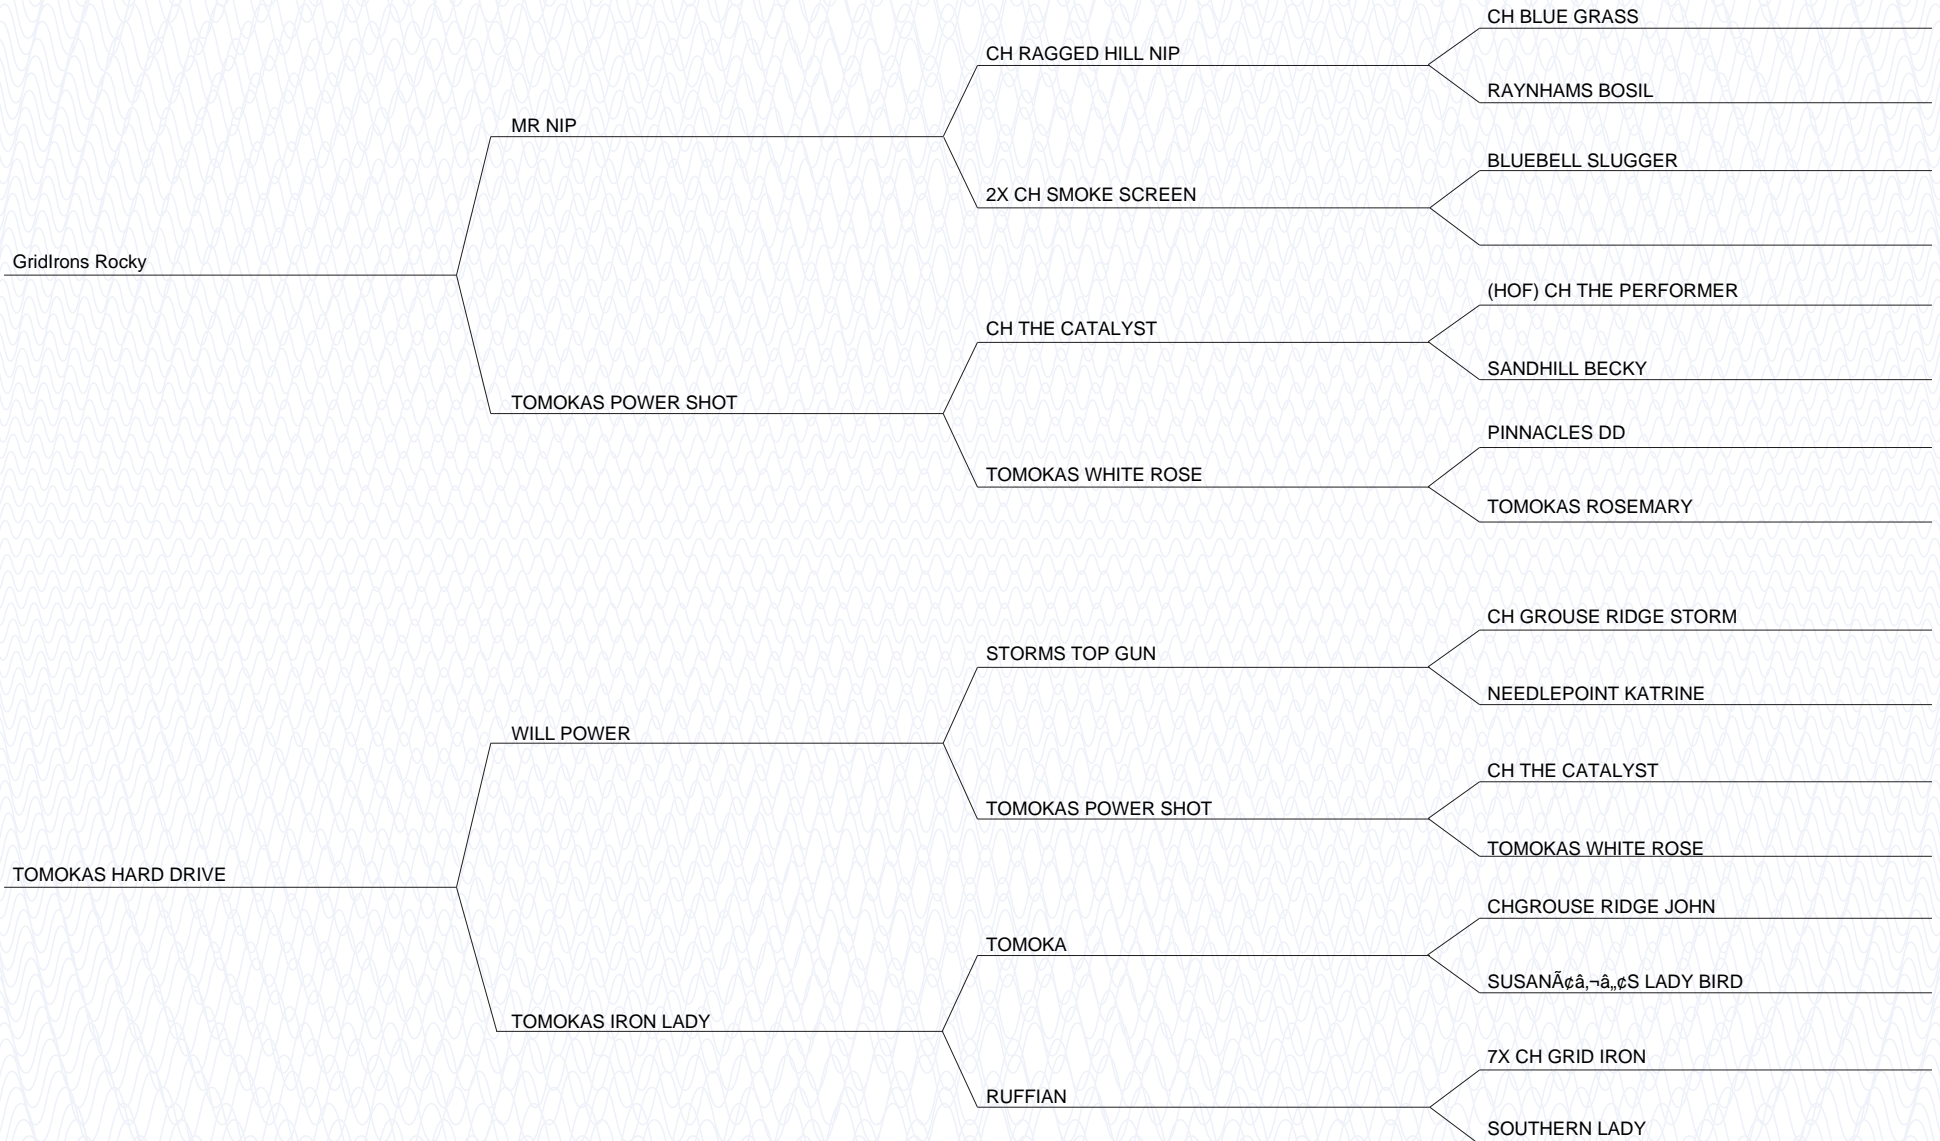 CH BLUE GRASS
CH RAGGED HILL NIP
RAYNHAMS BOSIL
MR NIP
BLUEBELL SLUGGER
2X CH SMOKE SCREEN
GridIrons Rocky
(HOF) CH THE PERFORMER
CH THE CATALYST
SANDHILL BECKY
TOMOKAS POWER SHOT
PINNACLES DD
TOMOKAS WHITE ROSE
TOMOKAS ROSEMARY
CH GROUSE RIDGE STORM
STORMS TOP GUN
NEEDLEPOINT KATRINE
WILL POWER
CH THE CATALYST
TOMOKAS POWER SHOT
TOMOKAS WHITE ROSE
TOMOKAS HARD DRIVE
CHGROUSE RIDGE JOHN
TOMOKA
SUSANÃ¢â‚¬â„¢S LADY BIRD
TOMOKAS IRON LADY
7X CH GRID IRON
RUFFIAN
SOUTHERN LADY